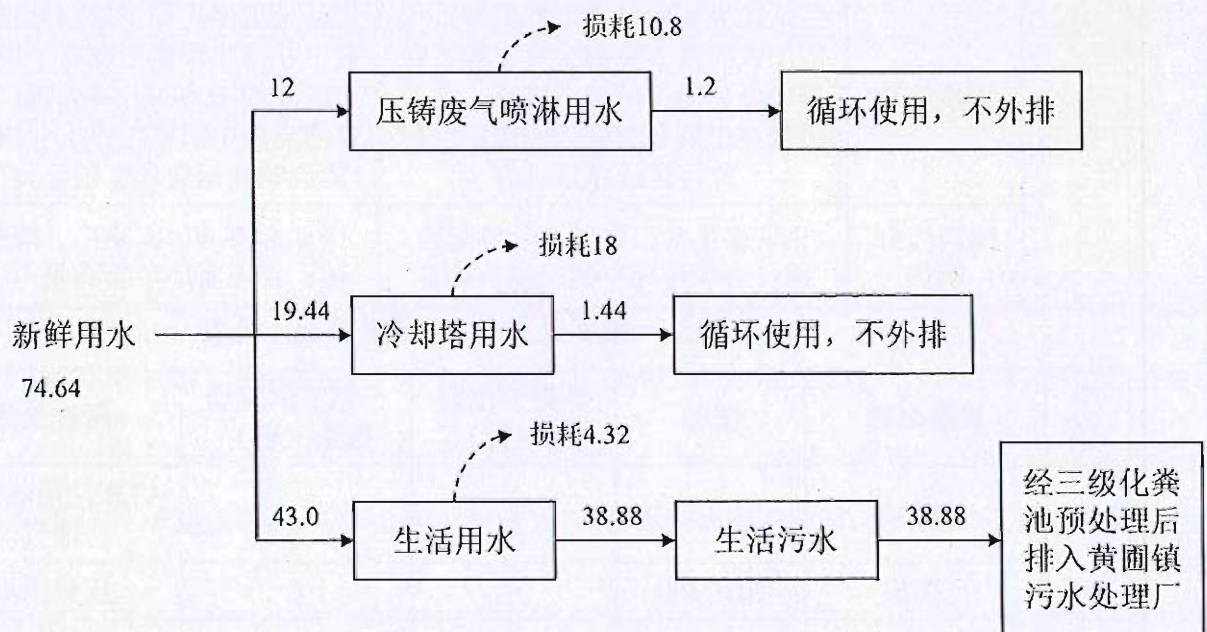 损耗10.8
12
压铸废气喷淋用水
1.2
循环使用，不外排
损耗18
新鲜用水
74.64
19.44
冷却塔用水
1.44
循环使用，不外排
损耗4.32
43.0
生活用水
38.88
生活污水
38.88
经三级化粪
池预处理后
排入黄圃镇
污水处理厂